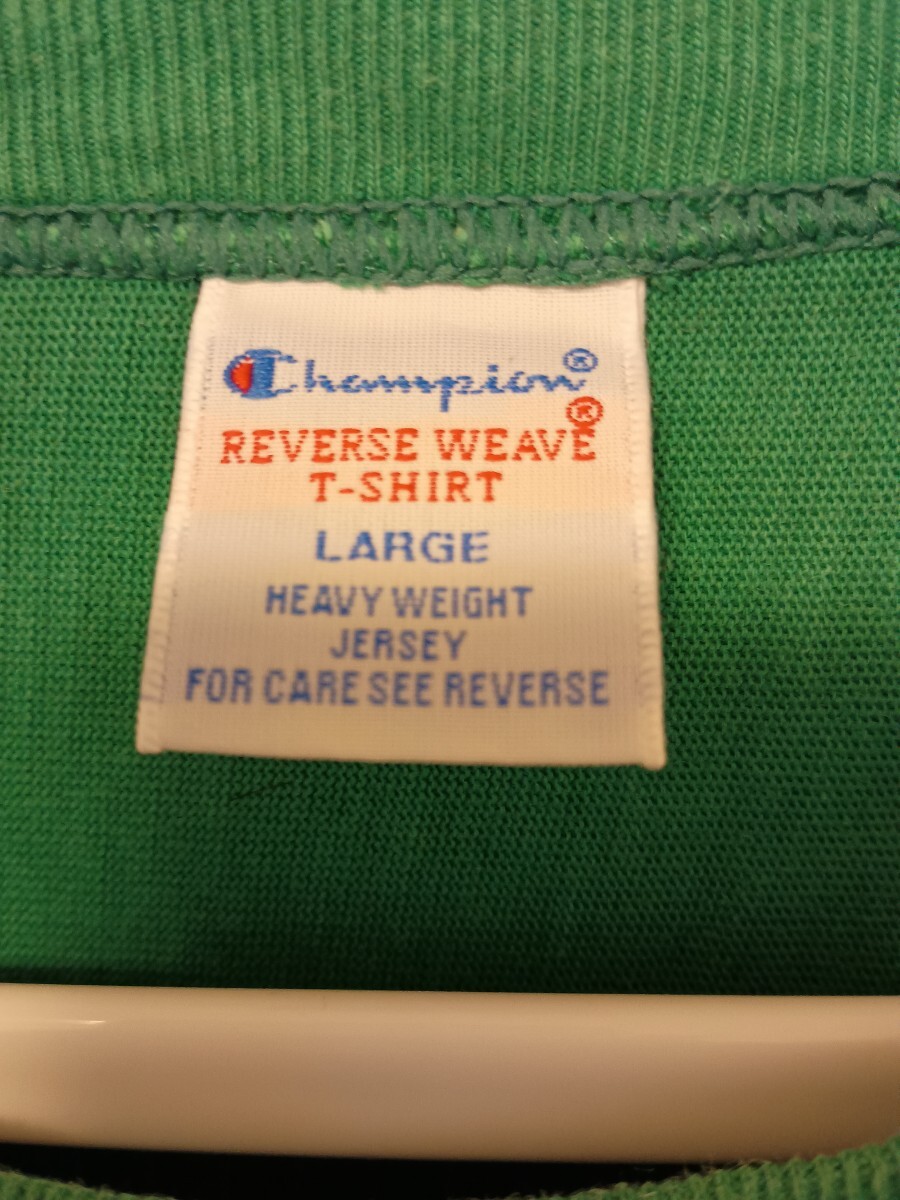 Champion®
REVERSE WEAVE®
T-SHIRT
LARGE
HEAVY WEIGHT
JERSEY
FOR CARE SEE REVERSE